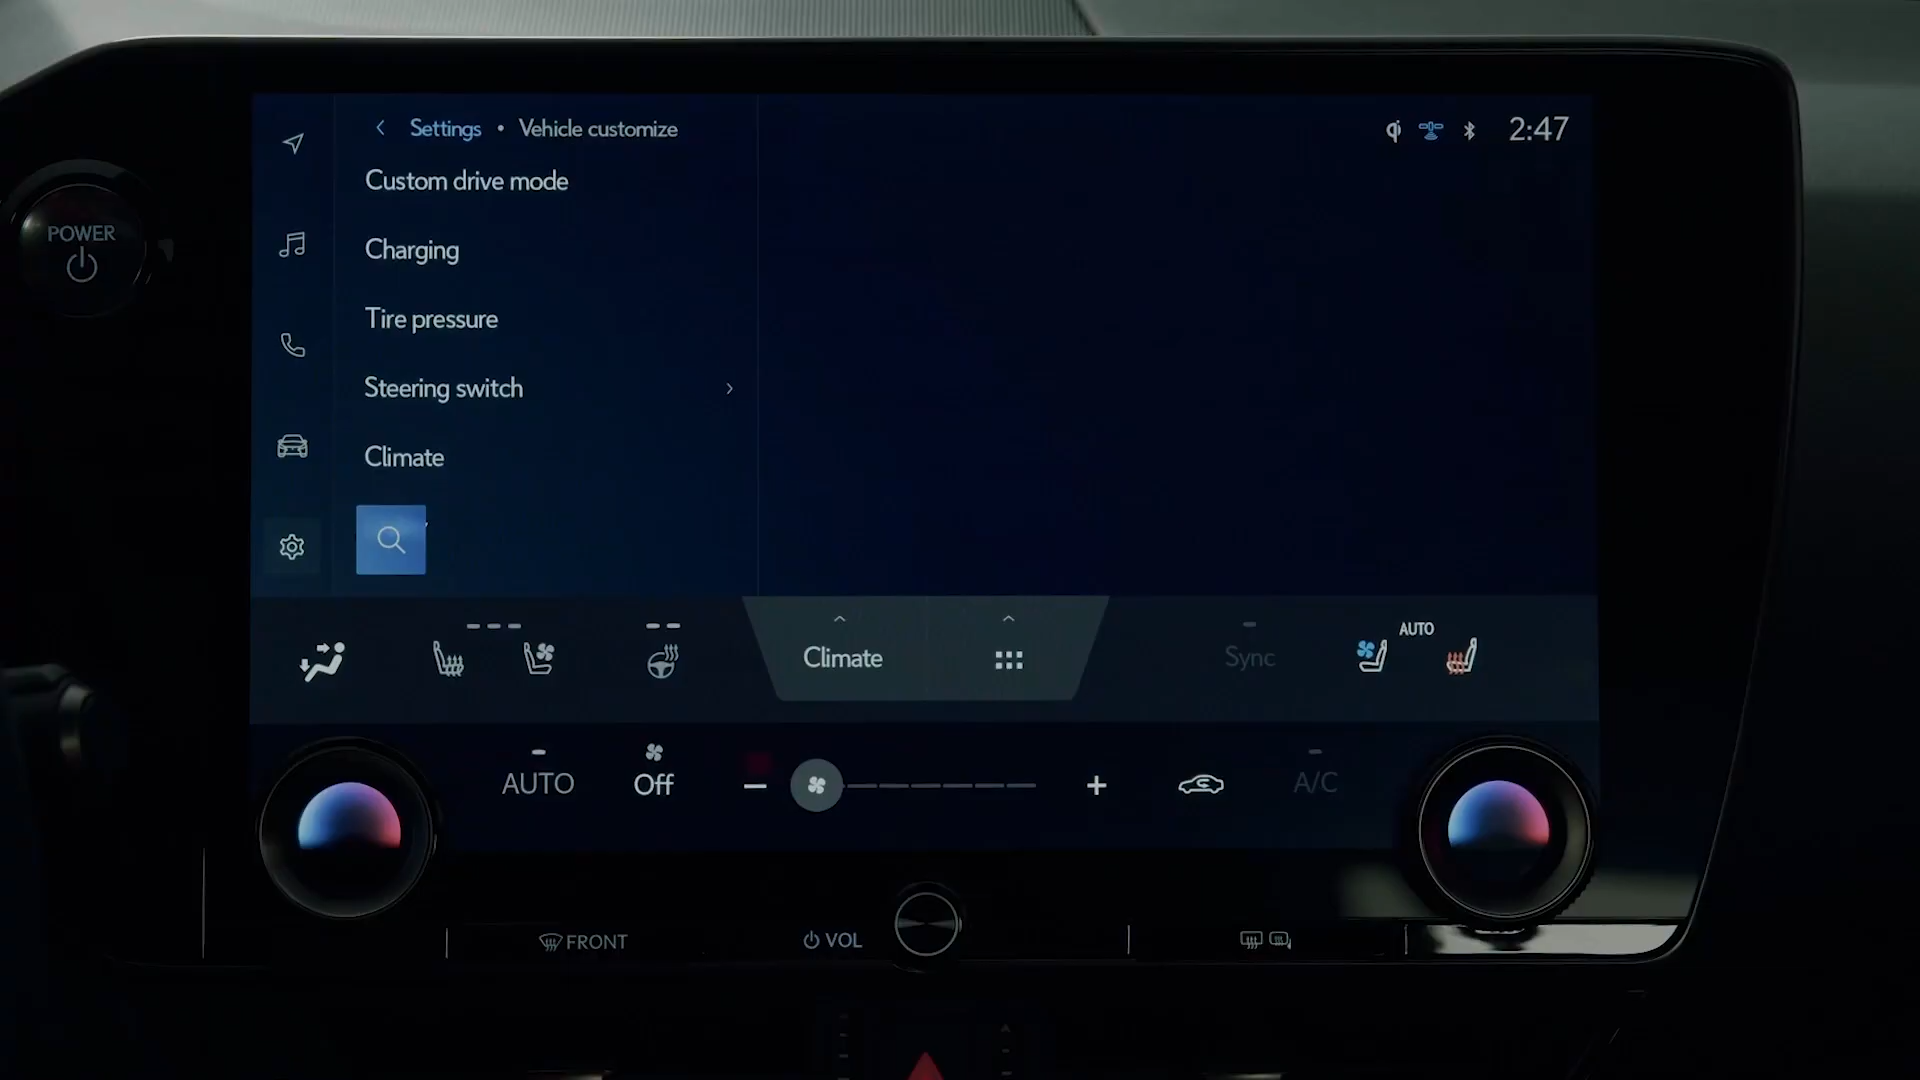 Settings • Vehicle customize
2:47
Custom drive mode
POWER
Charging
Tire pressure
Steering switch
Climate
AUTO
Climate
Sync
AUTO
Off
A/C
FRONT
VOL